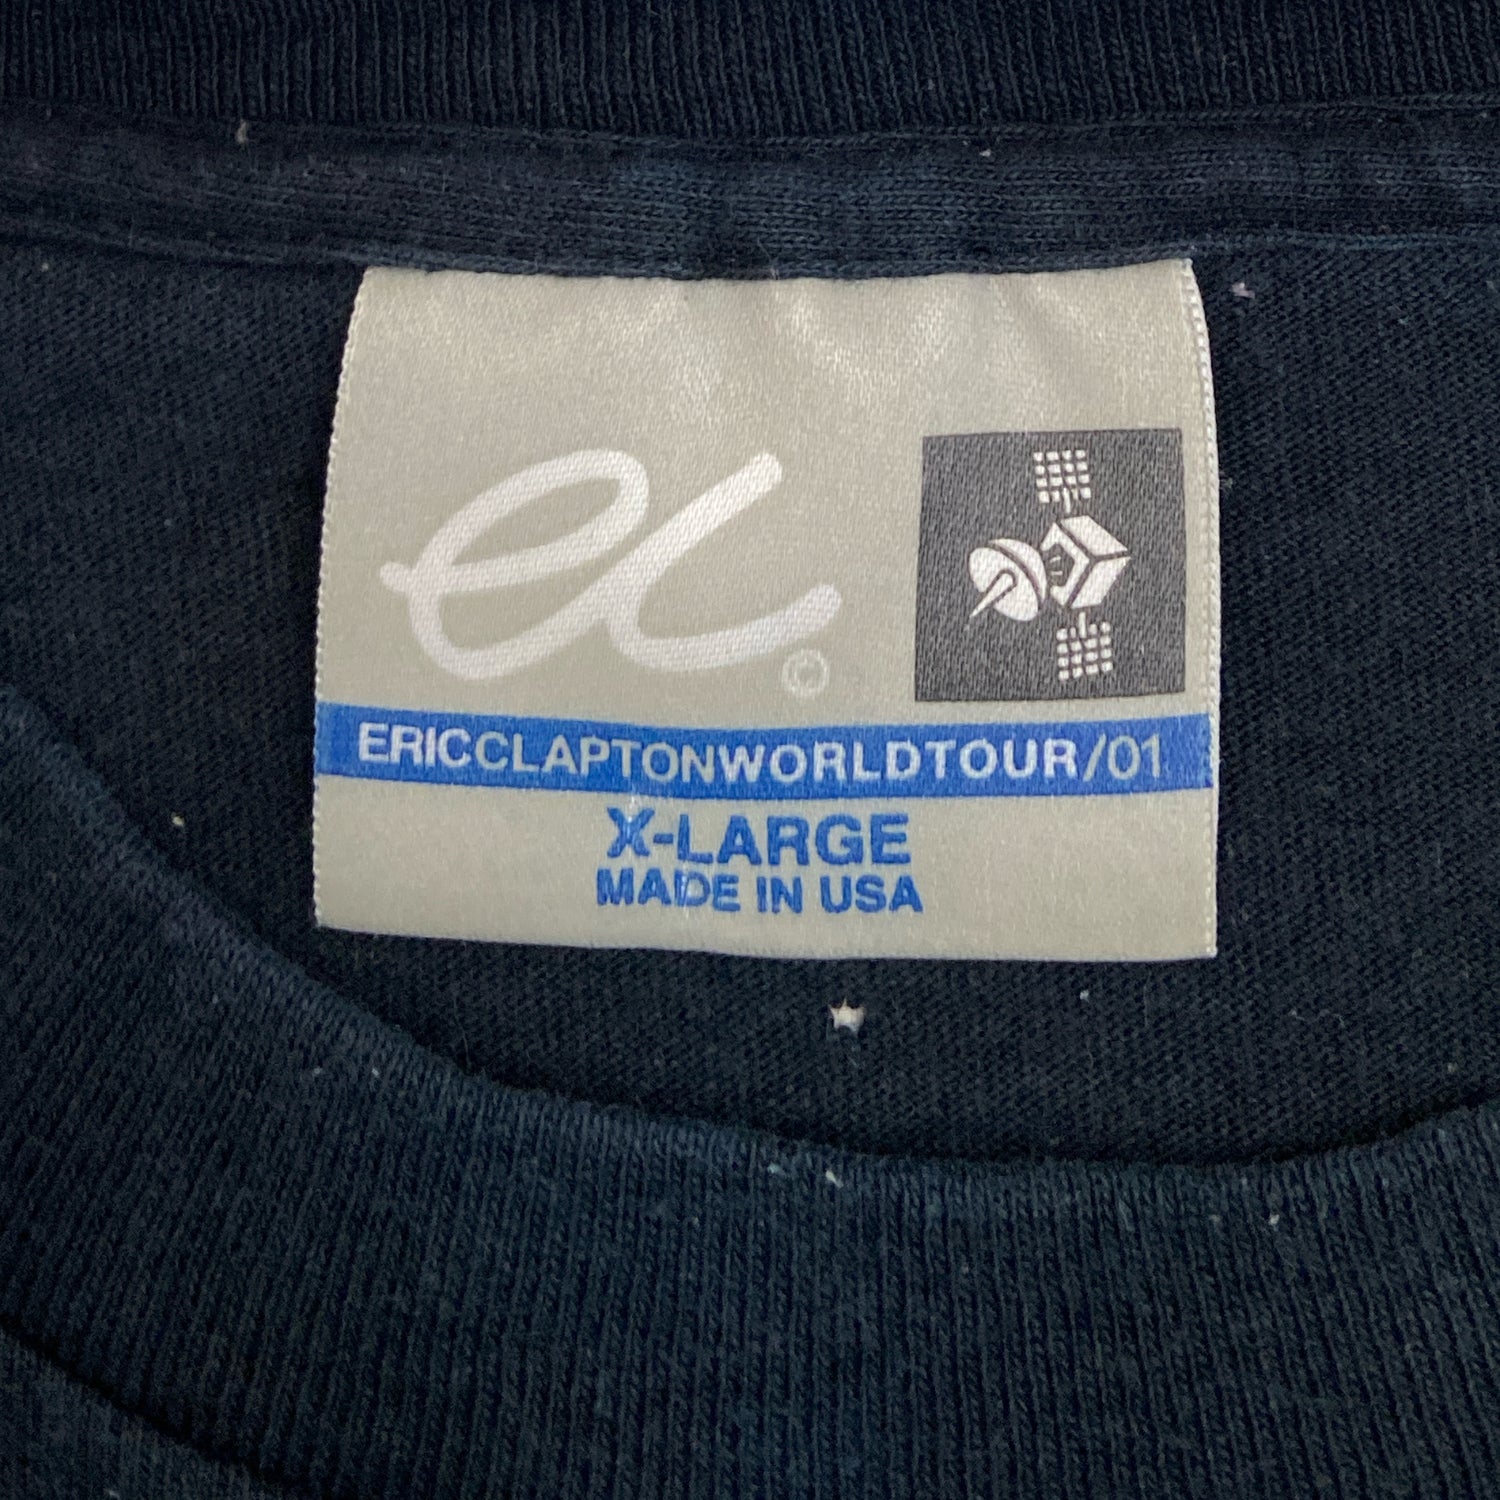 ec ©
ERICCLAPTONWORLDTOUR/01
X-LARGE
MADE IN USA